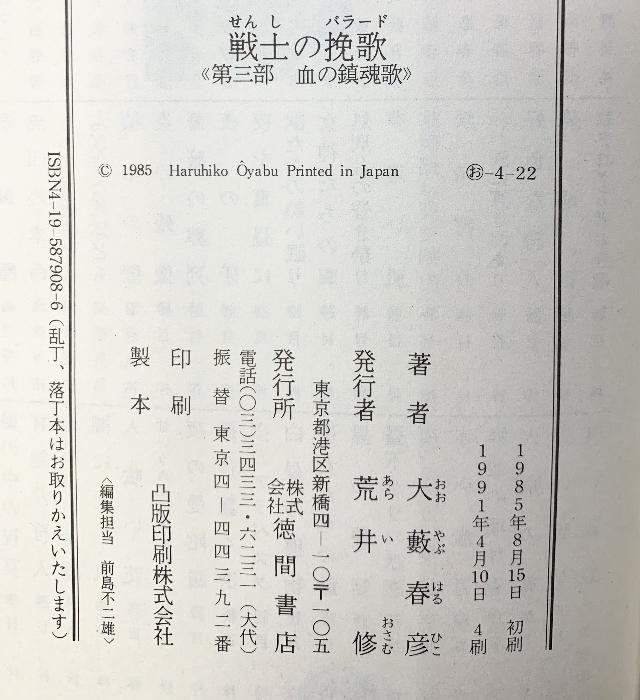 せんし　バラード
戦士の挽歌
《第三部　血の鎮魂歌》
© 1985　Haruhiko Ôyabu Printed in Japan　㋔-4-22
1985年8月15日　初刷
1991年4月10日　4刷
著者　大藪春彦
おお　やぶ　はる　ひこ
発行者　荒井　修
あら　い　おさむ
東京都港区新橋四―一〇〒一〇五
発行所　株式会社　徳間書店
電話(〇三)三四三三・六二三一（大代）
振替　東京四―四四三九二番
印刷
製本
凸版印刷株式会社
〈編集担当　前島不二雄〉
ISBN4-19-587908-6（乱丁、落丁本はお取りかえいたします）